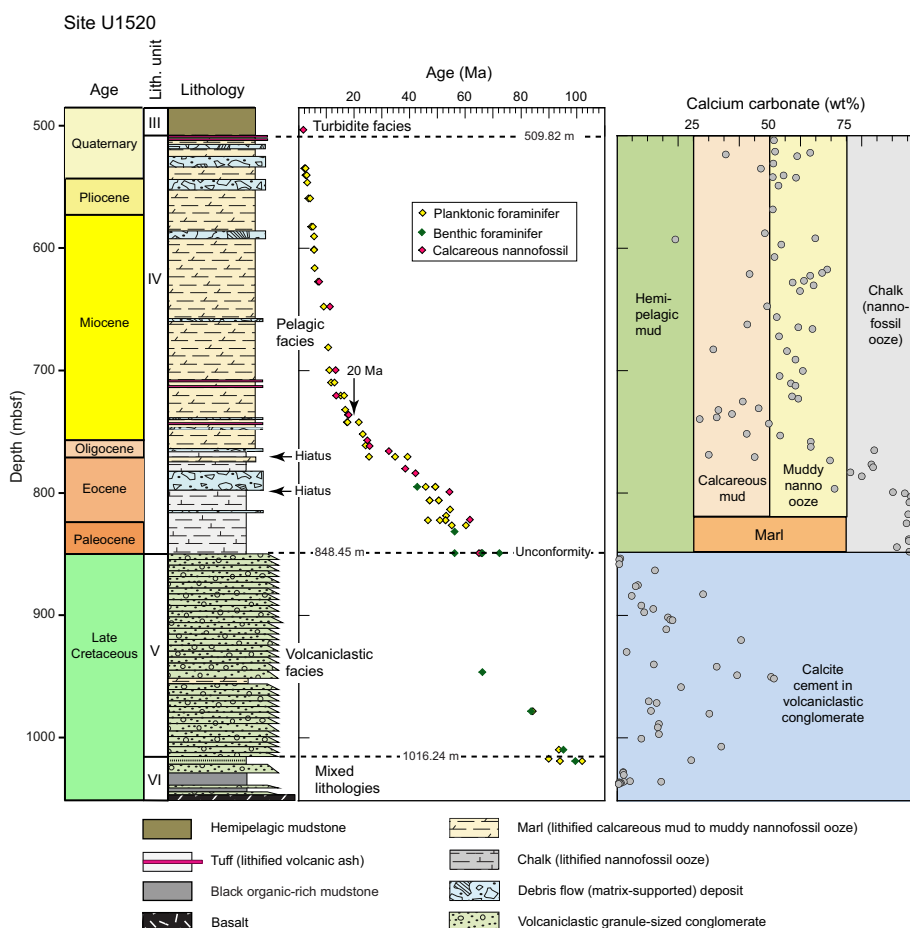 Site U1520
Age
Lith. unit
Lithology
Age (Ma)
20
40
60
80
100
Calcium carbonate (wt%)
25
50
75
Depth (mbsf)
500
600
700
800
900
1000
Quaternary
Pliocene
Miocene
Oligocene
Eocene
Paleocene
Late
Cretaceous
III
IV
V
VI
Turbidite facies
509.82 m
Planktonic foraminifer
Benthic foraminifer
Calcareous nannofossil
Pelagic
facies
20 Ma
Hiatus
Hiatus
848.45 m
Unconformity
Volcaniclastic
facies
1016.24 m
Mixed
lithologies
Hemi-
pelagic
mud
Calcareous
mud
Muddy
nanno
ooze
Chalk
(nanno-
fossil
ooze)
Marl
Calcite
cement in
volcaniclastic
conglomerate
Hemipelagic mudstone
Tuff (lithified volcanic ash)
Black organic-rich mudstone
Basalt
Marl (lithified calcareous mud to muddy nannofossil ooze)
Chalk (lithified nannofossil ooze)
Debris flow (matrix-supported) deposit
Volcaniclastic granule-sized conglomerate